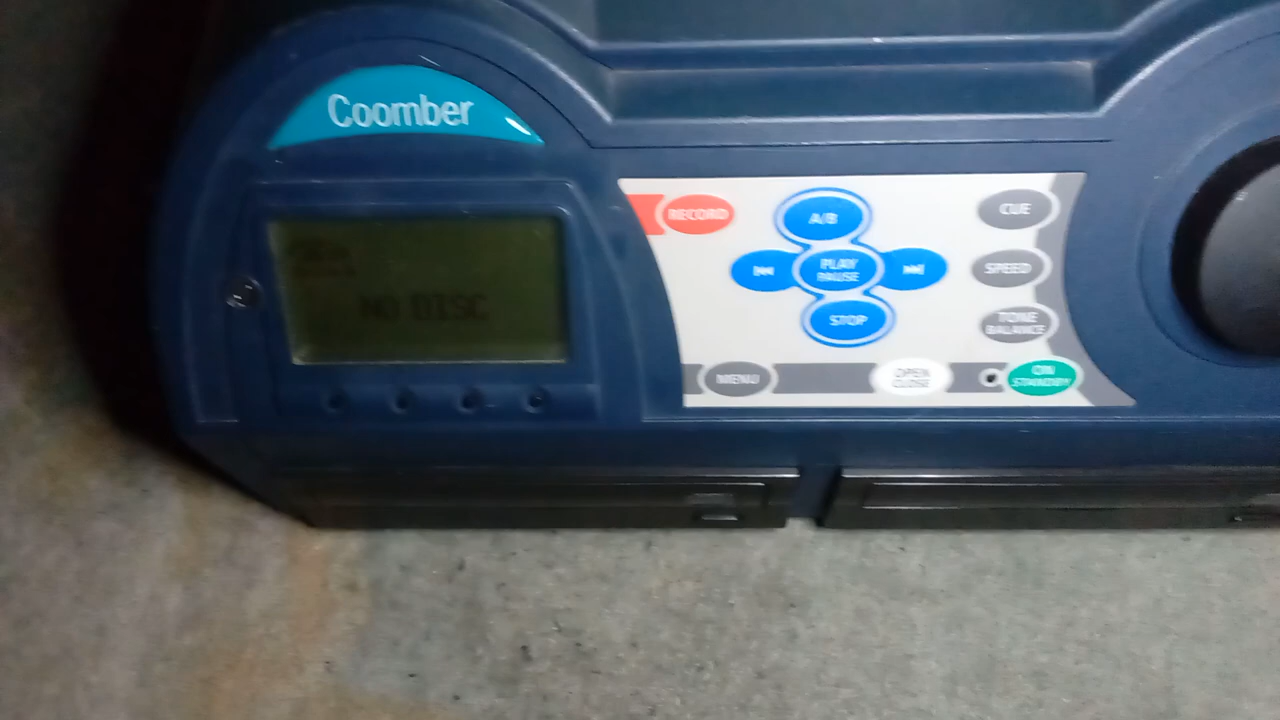 Coomber
NO DISC
RECORD
A/B
PLAY
PAUSE
STOP
CUE
SPEED
TONE
BALANCE
MENU
OPEN
CLOSE
ON
STANDBY